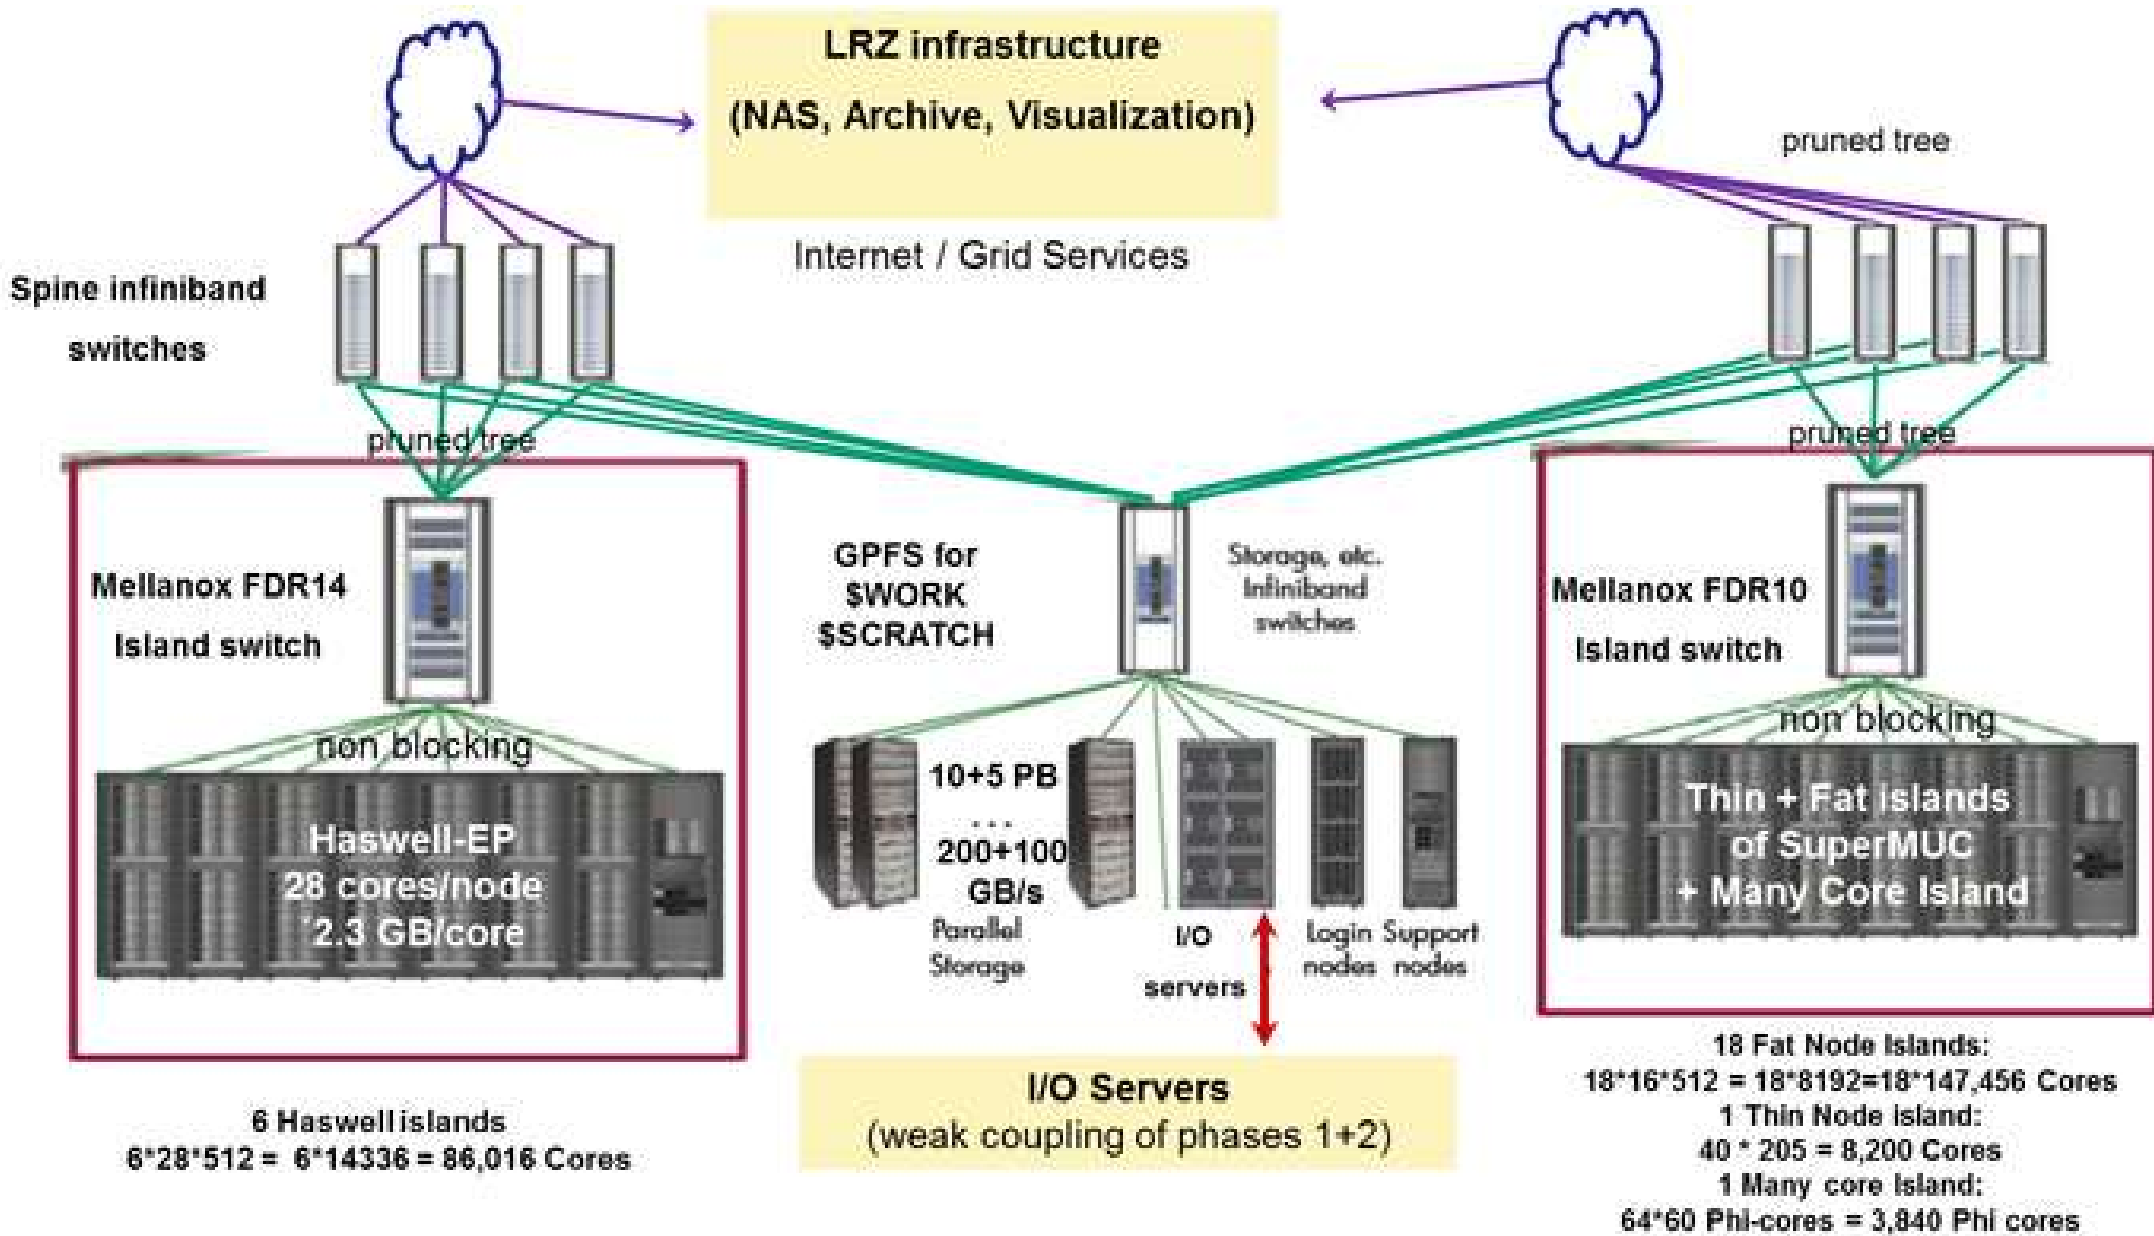 LRZ infrastructure
(NAS, Archive, Visualization)
pruned tree
Internet / Grid Services
Spine infiniband
switches
pruned tree
pruned tree
Mellanox FDR14
Island switch
GPFS for
$WORK
$SCRATCH
Storage, etc.
Infiniband
switches
Mellanox FDR10
Island switch
non blocking
non blocking
Haswell-EP
28 cores/node
2.3 GB/core
10+5 PB
. . .
200+100
GB/s
Parallel
Storage
I/O
servers
Login
nodes
Support
nodes
Thin + Fat islands
of SuperMUC
+ Many Core Island
I/O Servers
(weak coupling of phases 1+2)
6 Haswell islands
6*28*512 = 6*14336 = 86,016 Cores
18 Fat Node Islands:
18*16*512 = 18*8192=18*147,456 Cores
1 Thin Node island:
40 * 205 = 8,200 Cores
1 Many core Island:
64*60 Phi-cores = 3,840 Phi cores